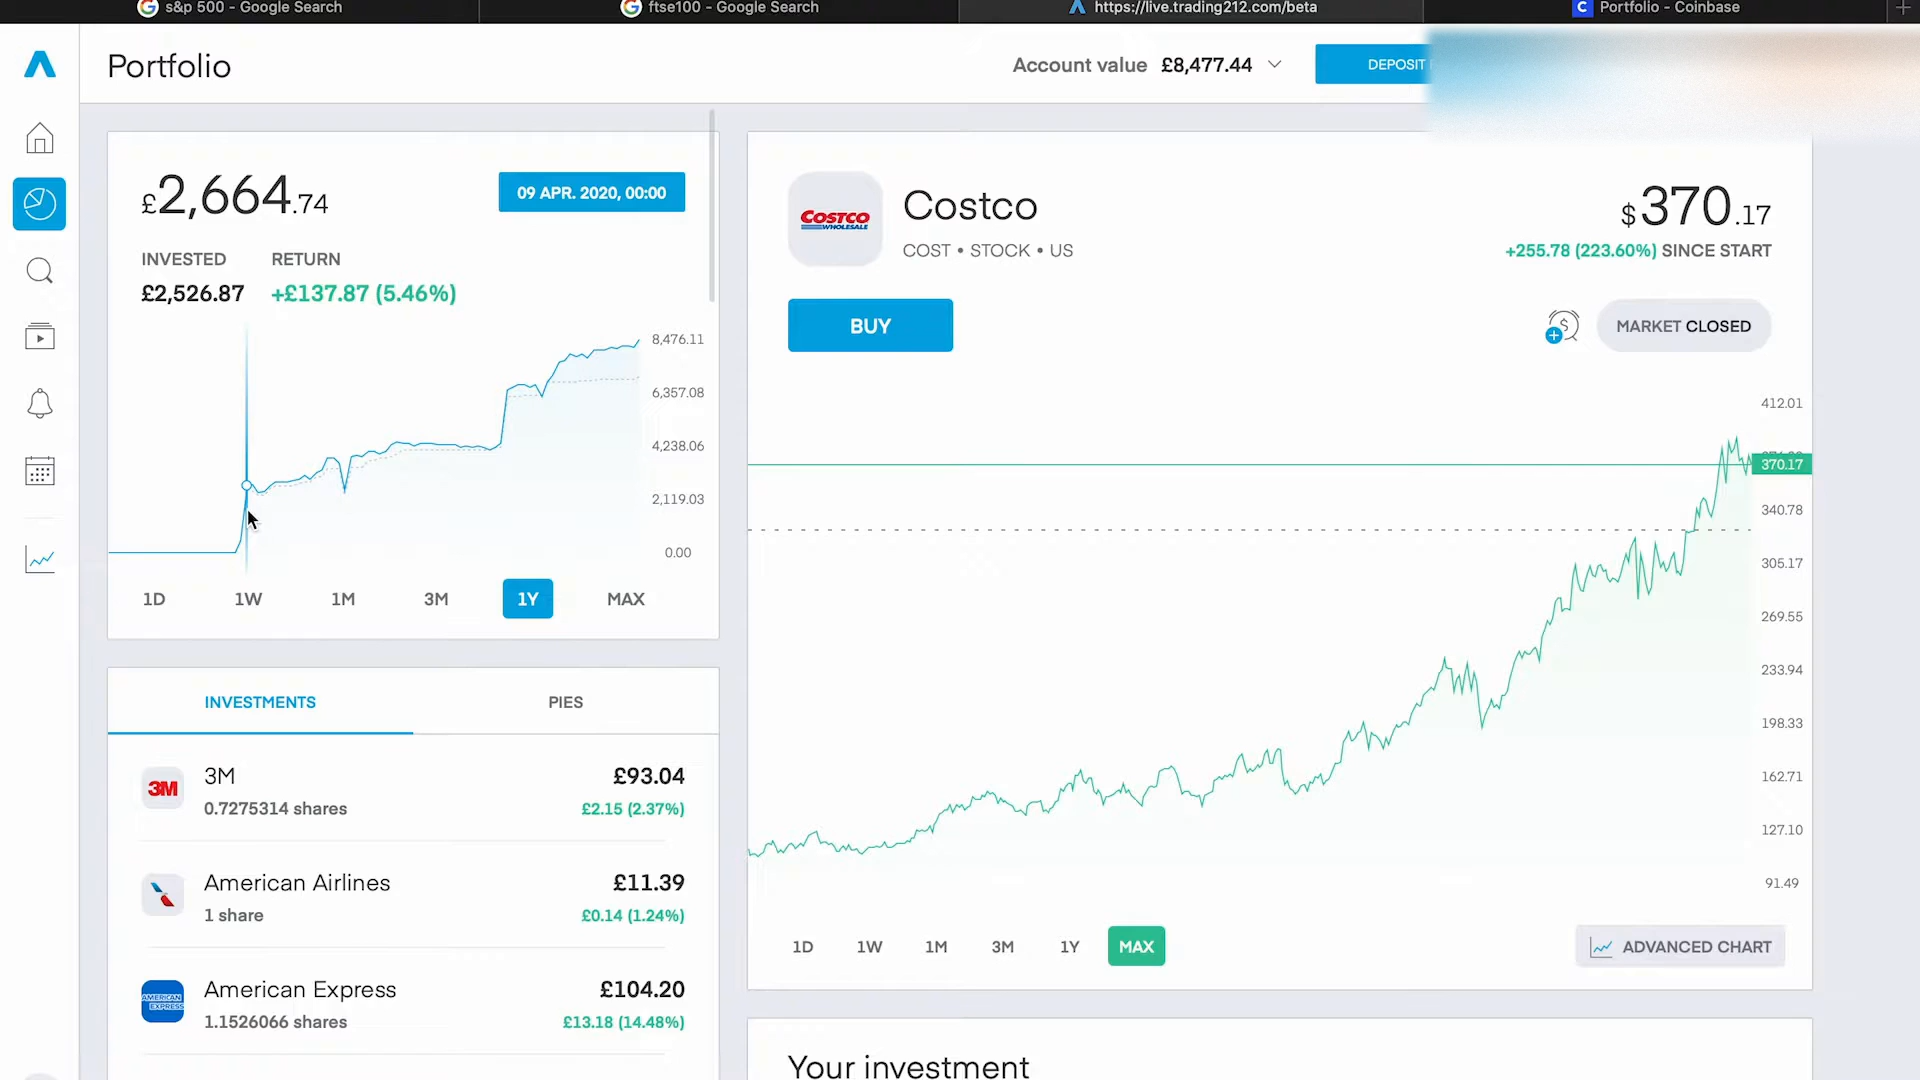 s&p 500 - Google Search
ftse100 - Google Search
https://live.trading212.com/beta
Portfolio - Coinbase
Portfolio
Account value £8,477.44
DEPOSIT
£2,664.74
09 APR. 2020, 00:00
INVESTED RETURN
£2,526.87 +£137.87 (5.46%)
8,476.11
6,357.08
4,238.06
2,119.03
0.00
1D 1W 1M 3M 1Y MAX
INVESTMENTS PIES
3M £93.04
0.7275314 shares £2.15 (2.37%)
American Airlines £11.39
1 share £0.14 (1.24%)
American Express £104.20
1.1526066 shares £13.18 (14.48%)
3M
AMERICAN
EXPRESS
COSTCO
WHOLESALE
Costco
COST • STOCK • US
$370.17
+255.78 (223.60%) SINCE START
BUY
MARKET CLOSED
412.01
370.17
340.78
305.17
269.55
233.94
198.33
162.71
127.10
91.49
1D 1W 1M 3M 1Y MAX
ADVANCED CHART
Your investment